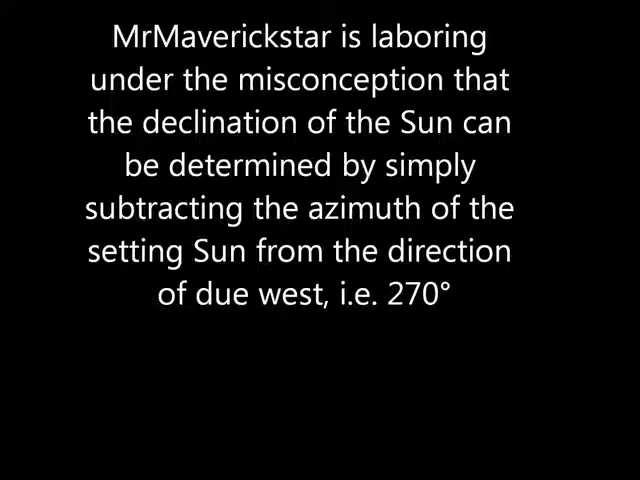 MrMaverickstar is laboring
under the misconception that
the declination of the Sun can
be determined by simply
subtracting the azimuth of the
setting Sun from the direction
of due west, i.e. 270°